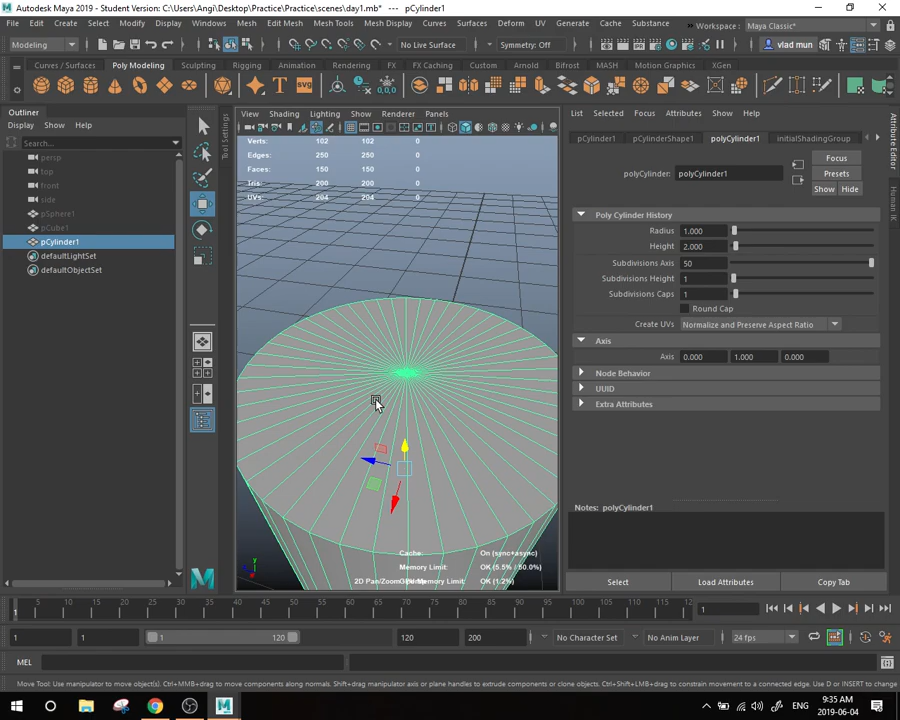 Autodesk Maya 2019 - Student Version: C:\Users\Angi\Desktop\Practice\Practice\scenes\day1.mb*  ---  pCylinder1
File Edit Create Select Modify Display Windows Mesh Edit Mesh Mesh Tools Mesh Display Curves Surfaces Deform UV Generate Cache Substance Workspace : Maya Classic*
Modeling No Live Surface Symmetry: Off vlad mun
Curves / Surfaces Poly Modeling Sculpting Rigging Animation Rendering FX FX Caching Custom Arnold Bifrost MASH Motion Graphics XGen
SVG
Outliner
Display Show Help
Search...
persp
top
front
side
pSphere1
pCube1
pCylinder1
defaultLightSet
defaultObjectSet
Tool Settings
View Shading Lighting Show Renderer Panels
Verts: 102 102 0
Edges: 250 250 0
Faces: 150 150 0
Tris: 200 200 0
UVs: 204 204 0
Cache: On (sync+async)
Memory Limit: OK (5.5% / 50.0%)
OK (1.2%)
List Selected Focus Attributes Show Help
pCylinder1 pCylinderShape1 polyCylinder1 initialShadingGroup
polyCylinder: polyCylinder1
Focus
Presets
Show Hide
Poly Cylinder History
Radius 1.000
Height 2.000
Subdivisions Axis 50
Subdivisions Height 1
Subdivisions Caps 1
Round Cap
Create UVs Normalize and Preserve Aspect Ratio
Axis
Axis 0.000 1.000 0.000
Node Behavior
UUID
Extra Attributes
Notes: polyCylinder1
Select Load Attributes Copy Tab
Attribute Editor
Human IK
1 5 10 15 20 25 30 35 40 45 50 55 60 65 70 75 80 85 90 95 100 105 110 115 12 1
1 1 1 120 120 200 No Character Set No Anim Layer 24 fps
MEL
Move Tool: Use manipulator to move object(s). Ctrl+MMB+drag to move components along normals. Shift+drag manipulator axis or plane handles to extrude components or clone objects. Ctrl+Shift+drag to constrain movement to a connected edge. Use D or INSERT to change
ENG
9:35 AM
2019-06-04